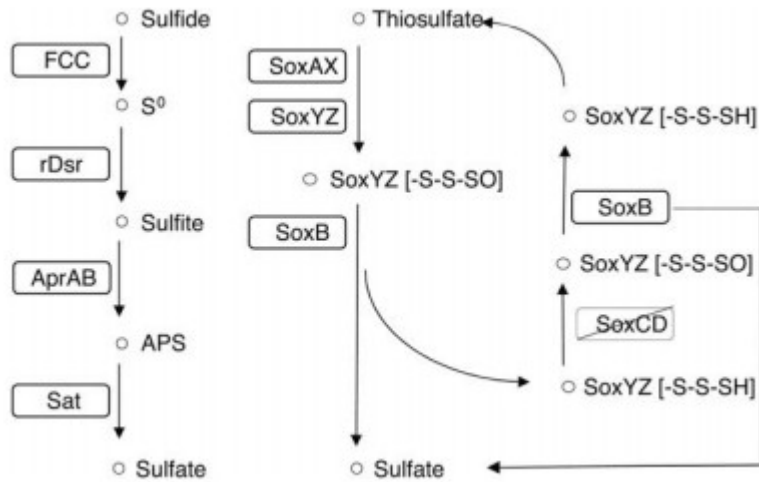 Sulfide
FCC
S⁰
rDsr
Sulfite
AprAB
APS
Sat
Sulfate
Thiosulfate
SoxAX
SoxYZ
SoxYZ [-S-S-SO]
SoxB
Sulfate
SoxYZ [-S-S-SH]
SoxB
SoxYZ [-S-S-SO]
SoxCD
SoxYZ [-S-S-SH]